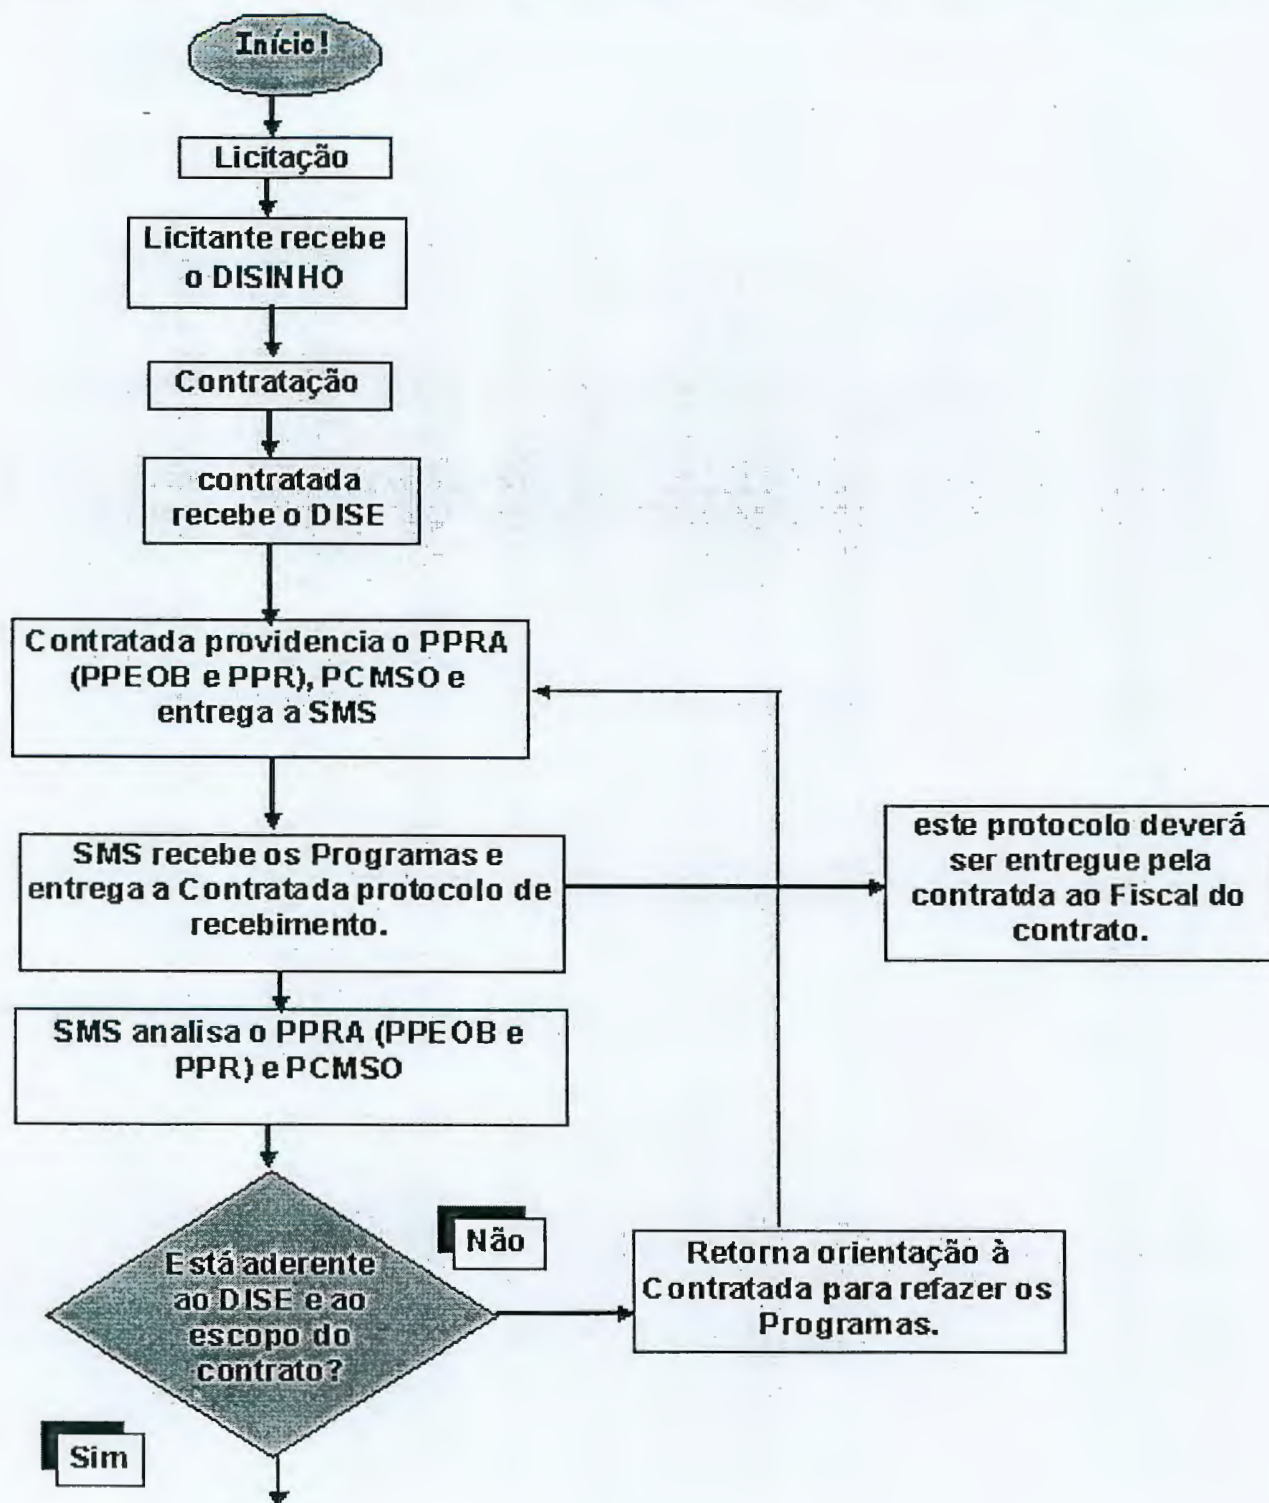 Início!
Licitação
Licitante recebe
o DISINHO
Contratação
contratada
recebe o DISE
Contratada providencia o PPRA
(PPEOB e PPR), PCMSO e
entrega a SMS
SMS recebe os Programas e
entrega a Contratada protocolo de
recebimento.
este protocolo deverá
ser entregue pela
contratda ao Fiscal do
contrato.
SMS analisa o PPRA (PPEOB e
PPR) e PCMSO
Está aderente
ao DISE e ao
escopo do
contrato?
Não
Retorna orientação à
Contratada para refazer os
Programas.
Sim